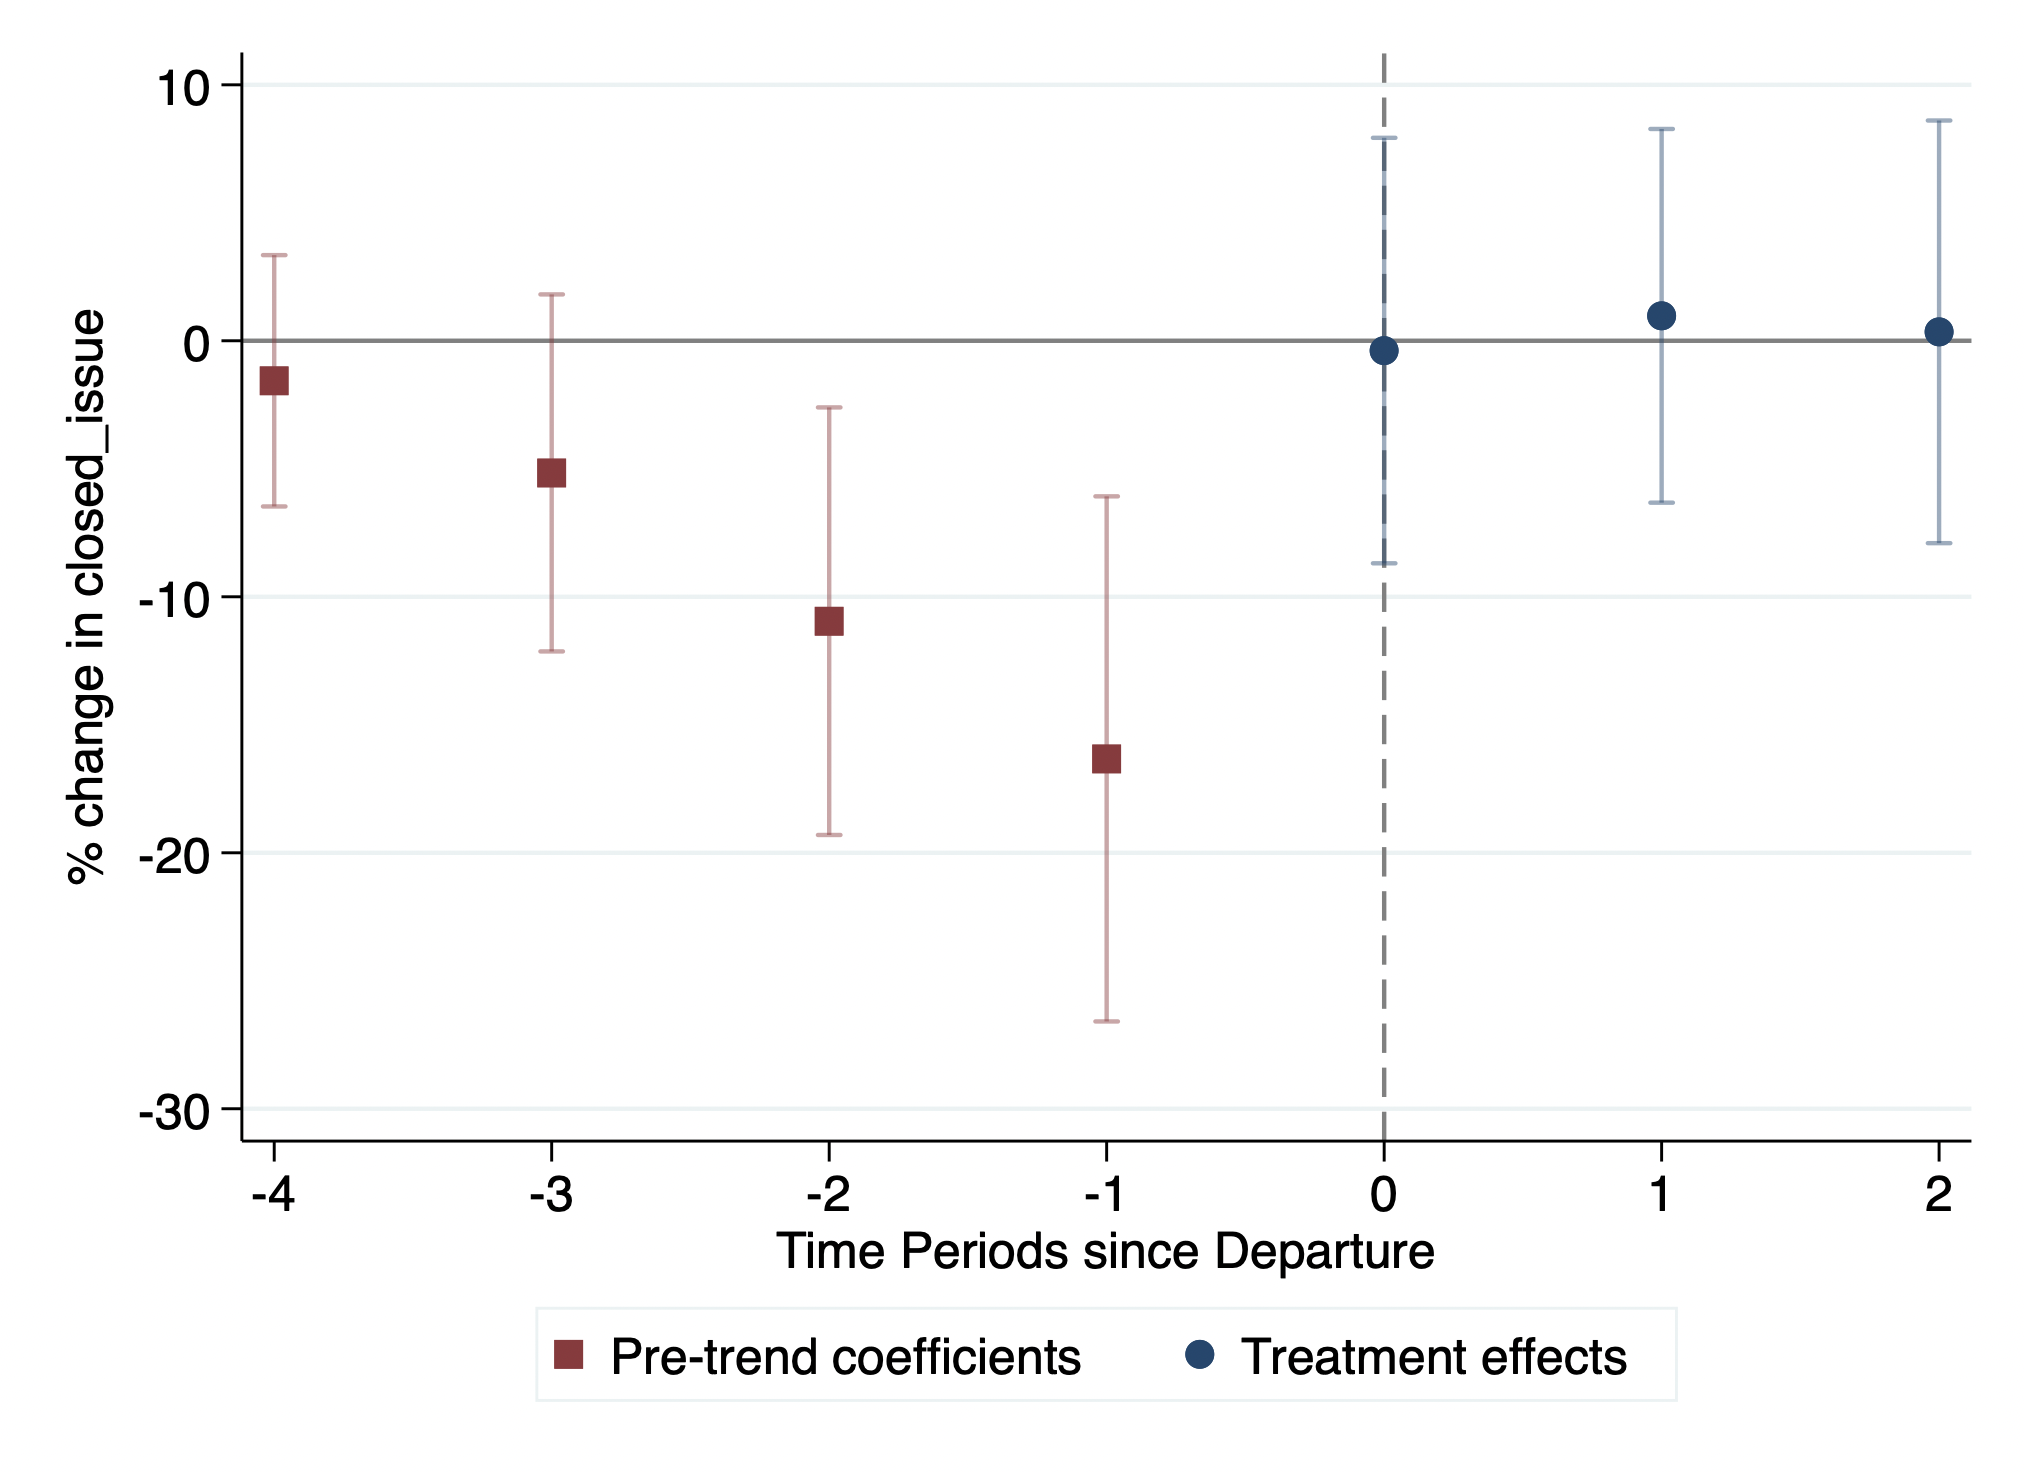 10
0
-10
-20
-30
% change in closed_issue
-4 -3 -2 -1 0 1 2
Time Periods since Departure
Pre-trend coefficients Treatment effects